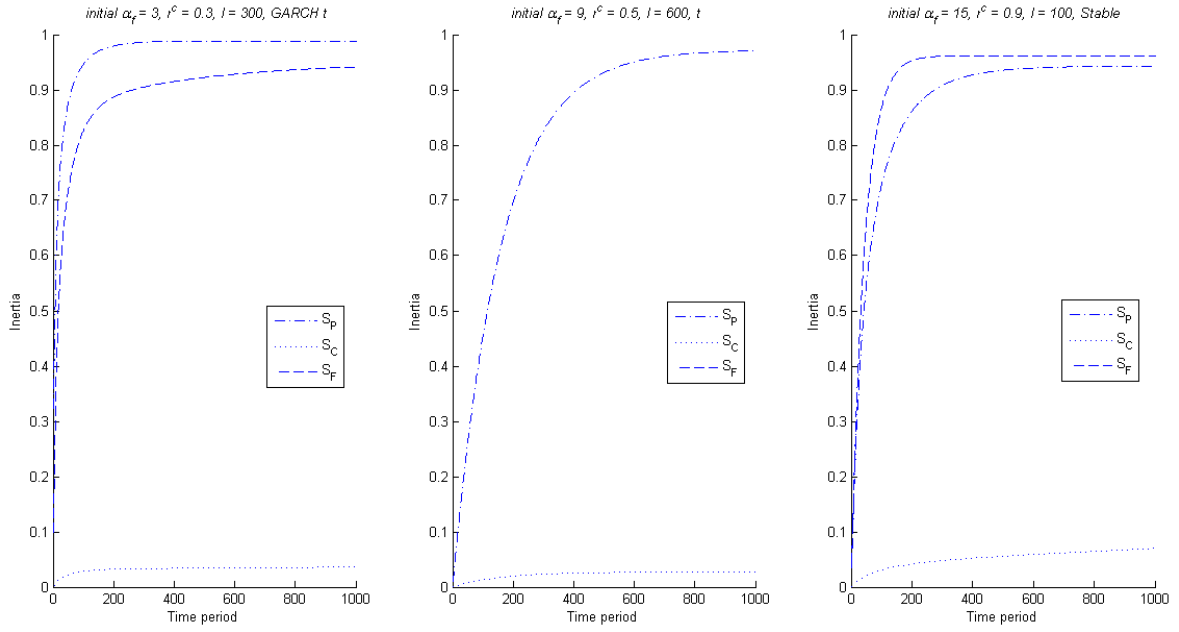 initial α_f = 3, r^c = 0.3, l = 300, GARCH t
1
0.9
0.8
0.7
0.6
0.5
0.4
0.3
0.2
0.1
0
Inertia
S_P
S_C
S_F
0 200 400 600 800 1000
Time period
initial α_f = 9, r^c = 0.5, l = 600, t
1
0.9
0.8
0.7
0.6
0.5
0.4
0.3
0.2
0.1
0
Inertia
S_P
S_C
S_F
0 200 400 600 800 1000
Time period
initial α_f = 15, r^c = 0.9, l = 100, Stable
1
0.9
0.8
0.7
0.6
0.5
0.4
0.3
0.2
0.1
0
Inertia
S_P
S_C
S_F
0 200 400 600 800 1000
Time period